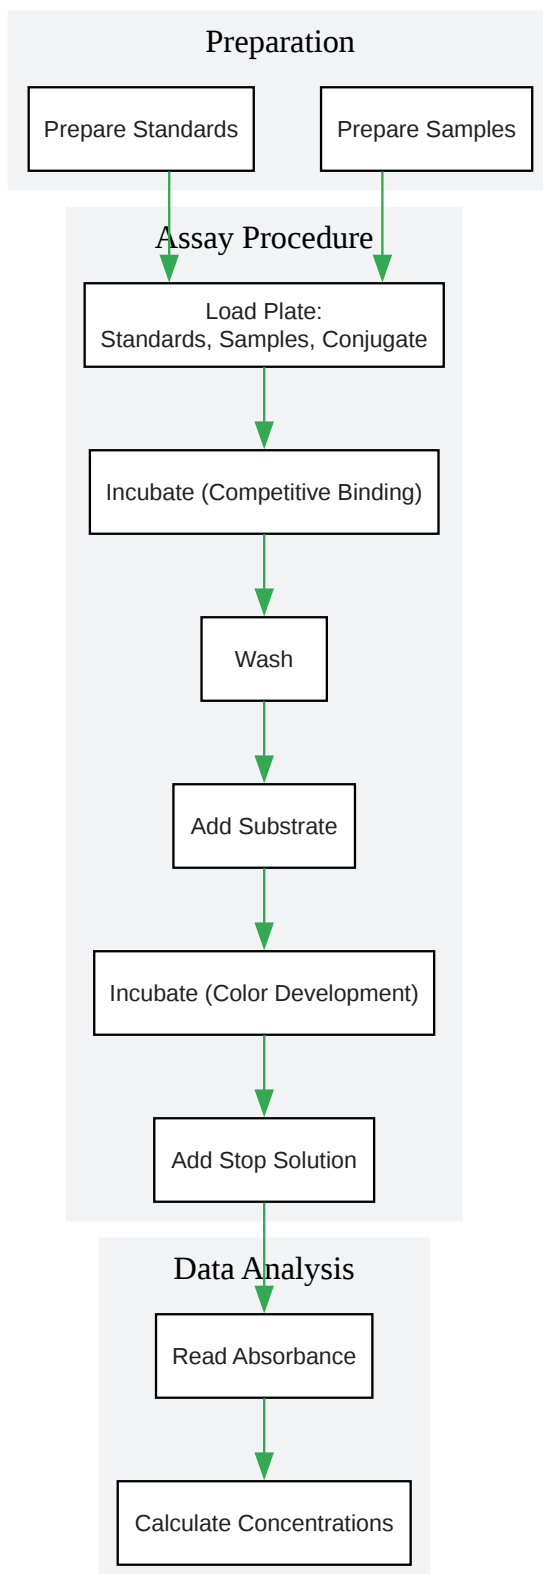 Preparation
Prepare Standards
Prepare Samples
Assay Procedure
Load Plate:
Standards, Samples, Conjugate
Incubate (Competitive Binding)
Wash
Add Substrate
Incubate (Color Development)
Add Stop Solution
Data Analysis
Read Absorbance
Calculate Concentrations